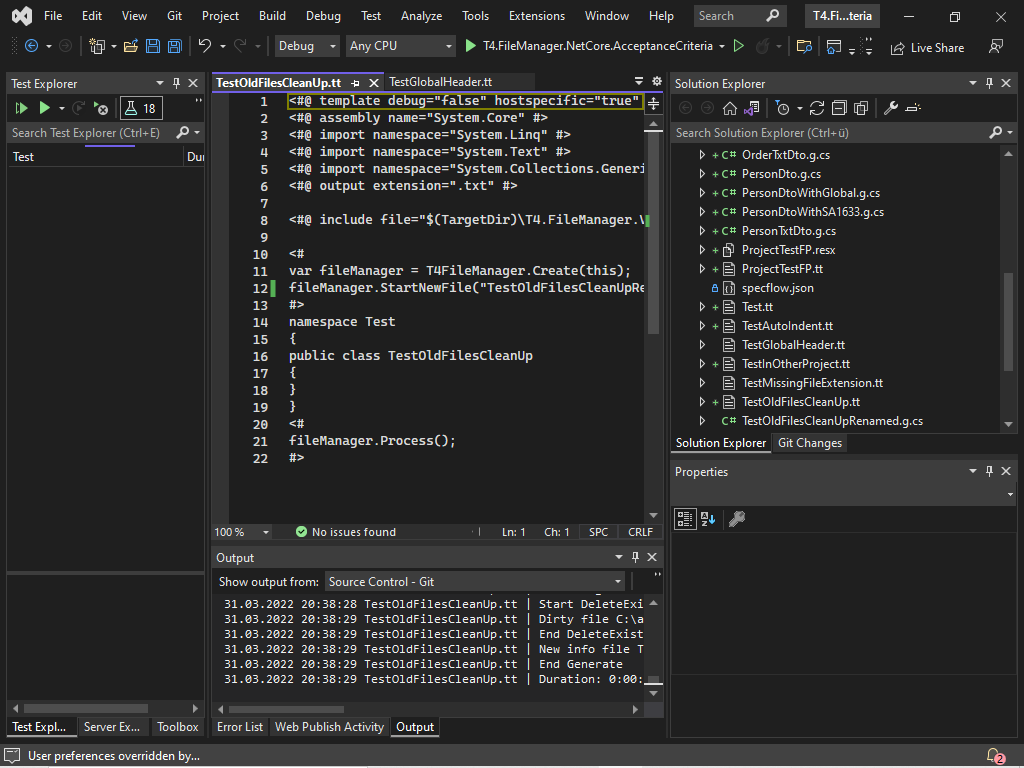 File Edit View Git Project Build Debug Test Analyze Tools Extensions Window Help Search T4.Fi...teria
Debug Any CPU T4.FileManager.NetCore.AcceptanceCriteria Live Share
Test Explorer
18
Search Test Explorer (Ctrl+E)
Test Dur
TestOldFilesCleanUp.tt TestGlobalHeader.tt
1 <#@ template debug="false" hostspecific="true"
2 <#@ assembly name="System.Core" #>
3 <#@ import namespace="System.Linq" #>
4 <#@ import namespace="System.Text" #>
5 <#@ import namespace="System.Collections.Generi
6 <#@ output extension=".txt" #>
7
8 <#@ include file="$(TargetDir)\T4.FileManager.V
9
10 <#
11 var fileManager = T4FileManager.Create(this);
12 fileManager.StartNewFile("TestOldFilesCleanUpRe
13 #>
14 namespace Test
15 {
16 public class TestOldFilesCleanUp
17 {
18 }
19 }
20 <#
21 fileManager.Process();
22 #>
100 % No issues found Ln: 1 Ch: 1 SPC CRLF
Output
Show output from: Source Control - Git
31.03.2022 20:38:28 TestOldFilesCleanUp.tt | Start DeleteExi
31.03.2022 20:38:29 TestOldFilesCleanUp.tt | Dirty file C:\a
31.03.2022 20:38:29 TestOldFilesCleanUp.tt | End DeleteExist
31.03.2022 20:38:29 TestOldFilesCleanUp.tt | New info file T
31.03.2022 20:38:29 TestOldFilesCleanUp.tt | End Generate
31.03.2022 20:38:29 TestOldFilesCleanUp.tt | Duration: 0:00:
Solution Explorer
Search Solution Explorer (Ctrl+ü)
C# OrderTxtDto.g.cs
C# PersonDto.g.cs
C# PersonDtoWithGlobal.g.cs
C# PersonDtoWithSA1633.g.cs
C# PersonTxtDto.g.cs
ProjectTestFP.resx
ProjectTestFP.tt
specflow.json
Test.tt
TestAutoIndent.tt
TestGlobalHeader.tt
TestInOtherProject.tt
TestMissingFileExtension.tt
TestOldFilesCleanUp.tt
C# TestOldFilesCleanUpRenamed.g.cs
Solution Explorer Git Changes
Properties
Test Expl... Server Ex... Toolbox
Error List Web Publish Activity Output
User preferences overridden by... 2